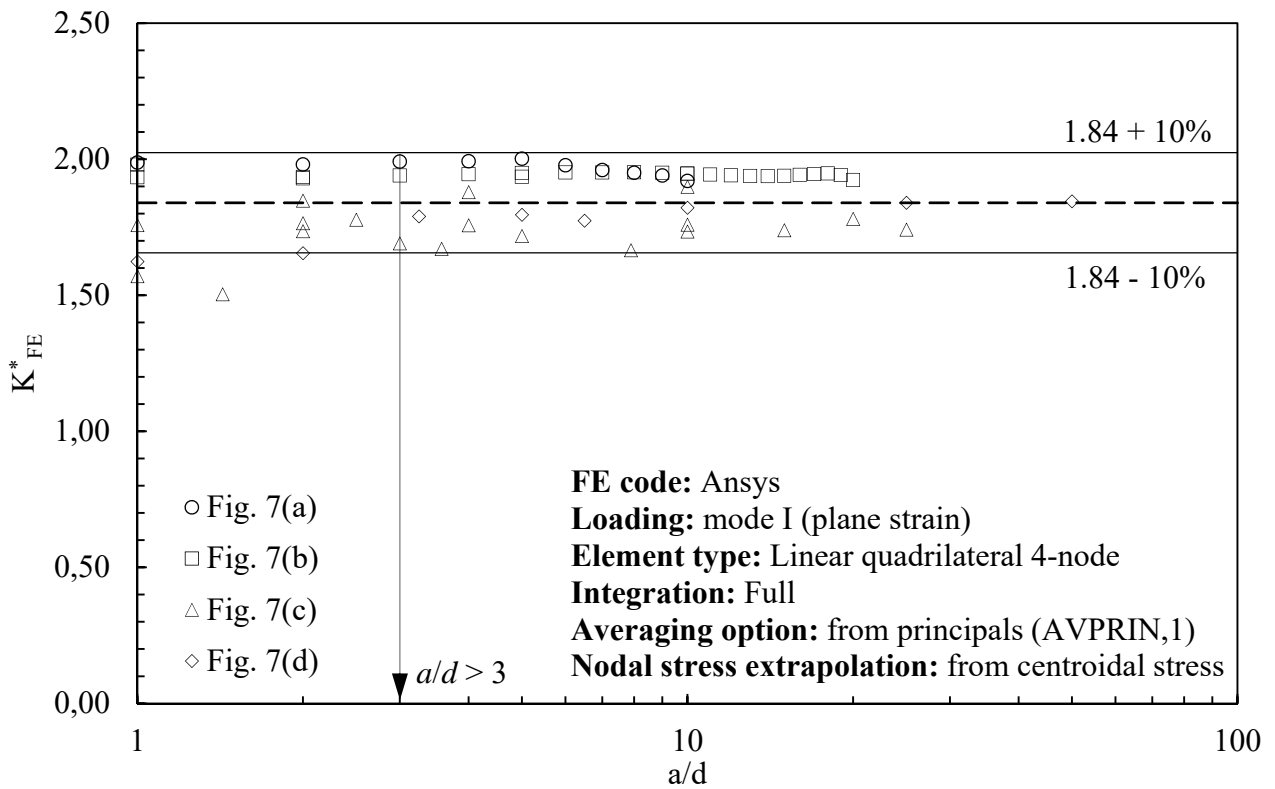 2,50
2,00
1,50
1,00
0,50
0,00
K*FE
1.84 + 10%
1.84 - 10%
Fig. 7(a)
Fig. 7(b)
Fig. 7(c)
Fig. 7(d)
a/d > 3
FE code: Ansys
Loading: mode I (plane strain)
Element type: Linear quadrilateral 4-node
Integration: Full
Averaging option: from principals (AVPRIN,1)
Nodal stress extrapolation: from centroidal stress
1
10
100
a/d